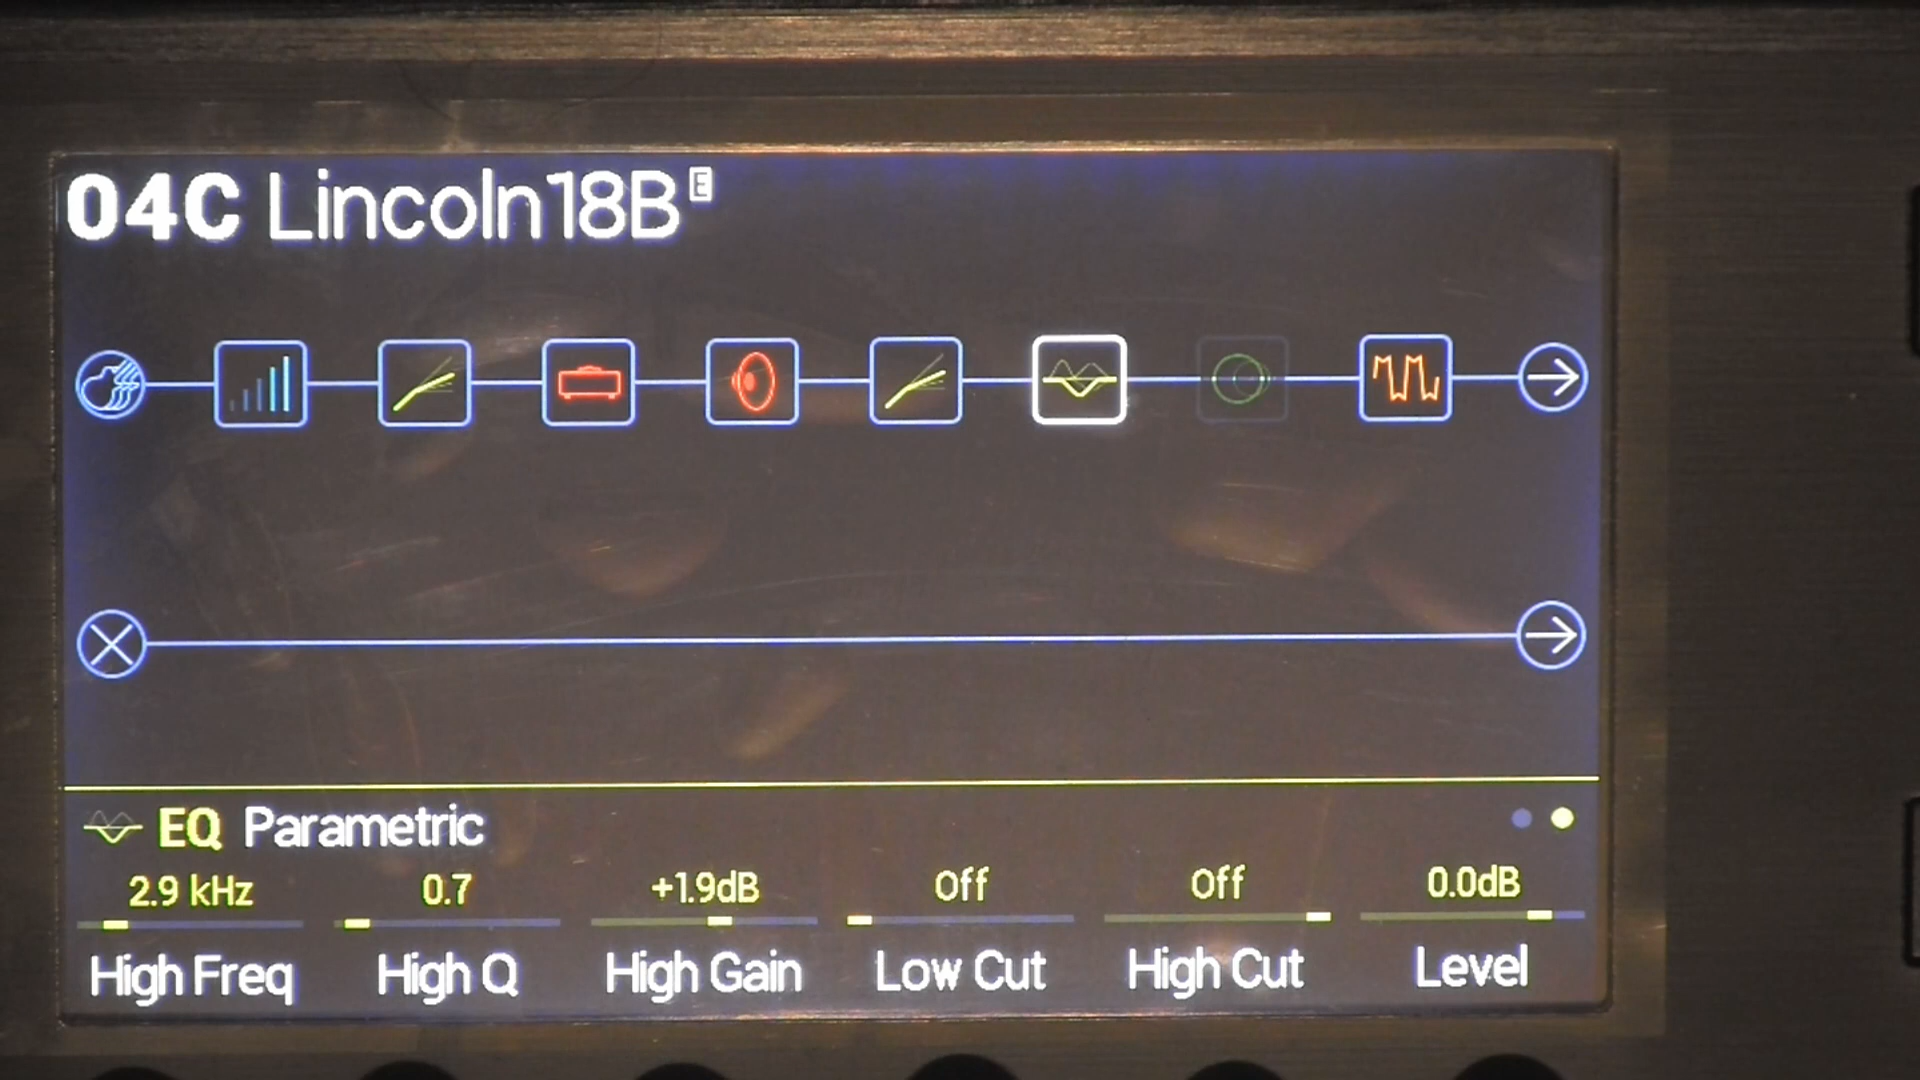 04C Lincoln18B E
EQ Parametric
2.9 kHz 0.7 +1.9dB Off Off 0.0dB
High Freq High Q High Gain Low Cut High Cut Level